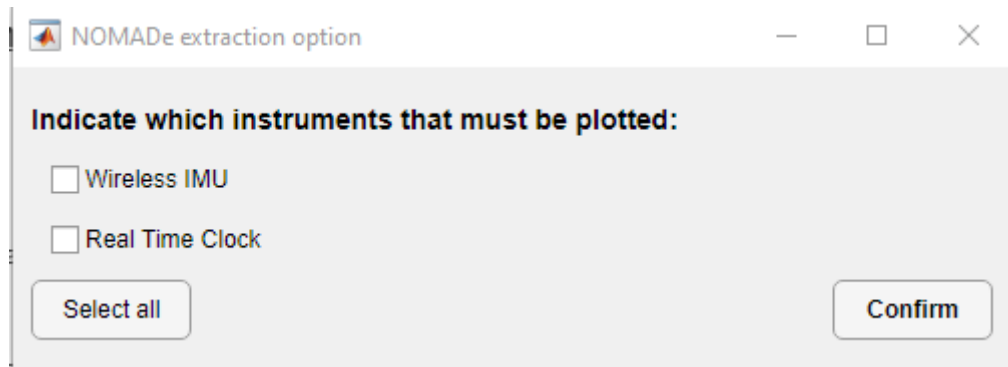 NOMADe extraction option
Indicate which instruments that must be plotted:
Wireless IMU
Real Time Clock
Select all
Confirm